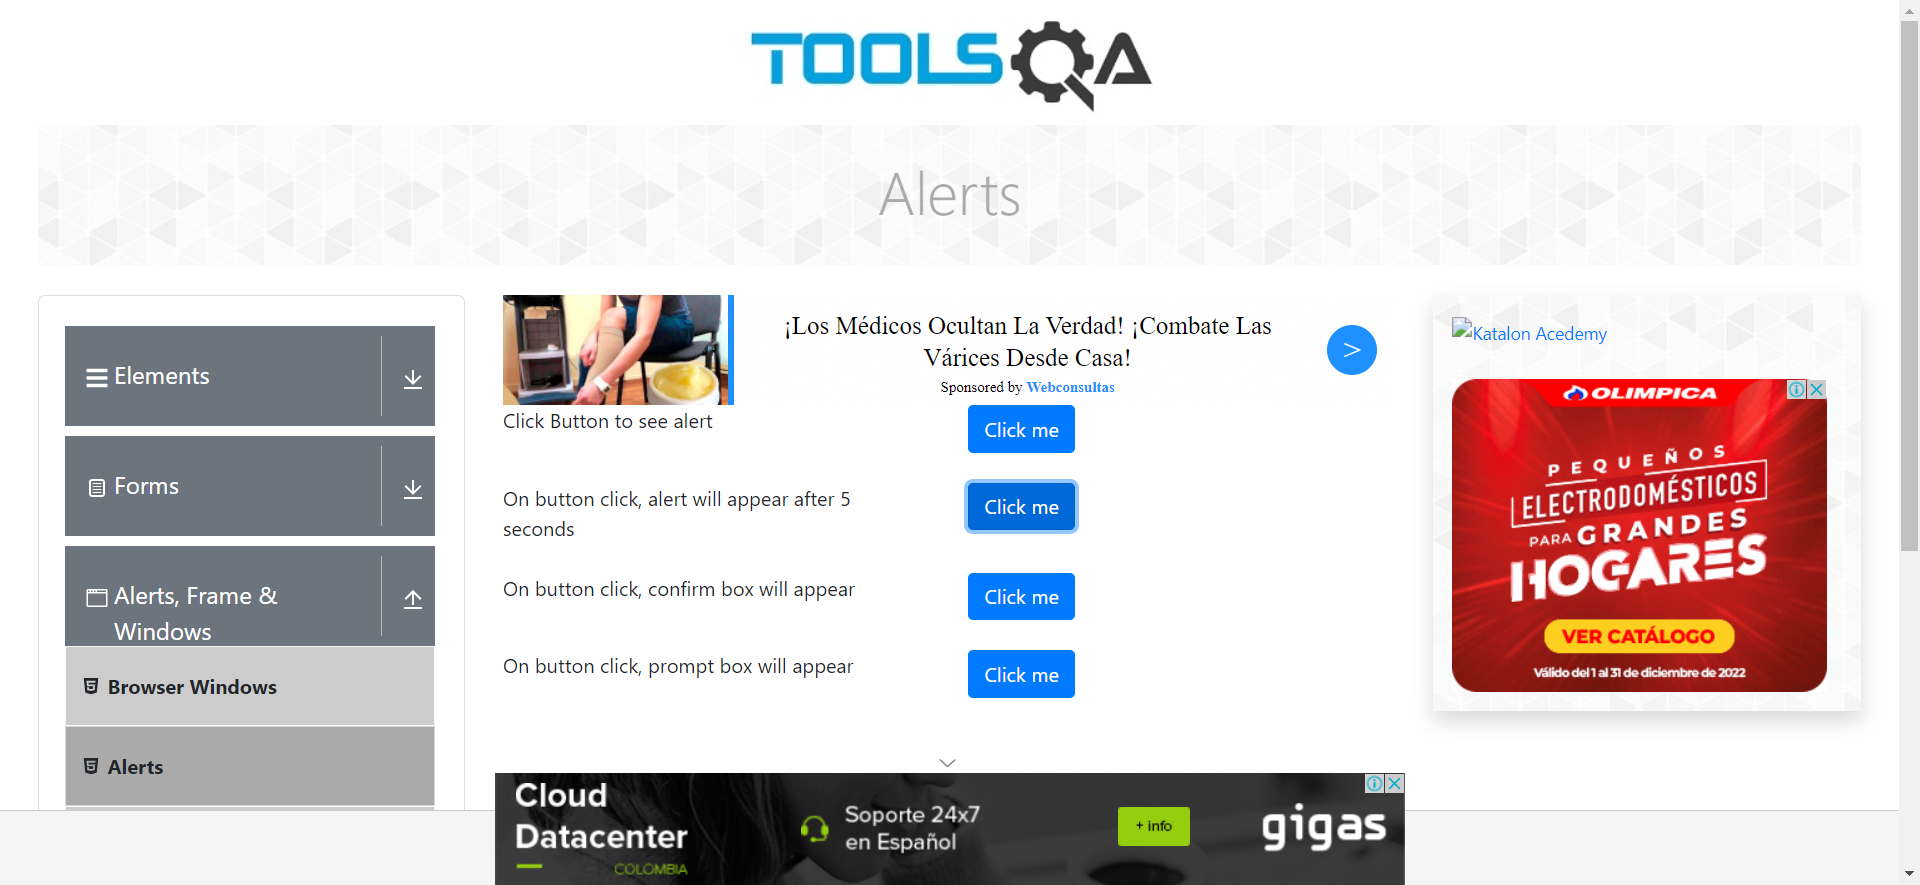 TOOLSQA
Alerts
Elements
Forms
Alerts, Frame &
Windows
Browser Windows
Alerts
¡Los Médicos Ocultan La Verdad! ¡Combate Las
Várices Desde Casa!
Sponsored by Webconsultas
>
Click Button to see alert
Click me
On button click, alert will appear after 5
seconds
Click me
On button click, confirm box will appear
Click me
On button click, prompt box will appear
Click me
Katalon Acedemy
OLIMPICA
PEQUEÑOS
ELECTRODOMÉSTICOS
PARA GRANDES
HOGARES
VER CATÁLOGO
Válido del 1 al 31 de diciembre de 2022
Cloud
Datacenter
COLOMBIA
Soporte 24x7
en Español
+ info
gigas